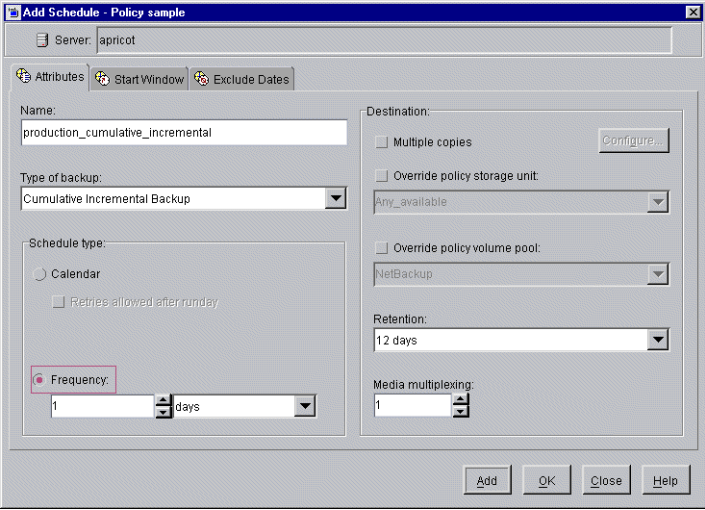 Add Schedule - Policy sample
Server: apricot
Attributes
Start Window
Exclude Dates
Name:
production_cumulative_incremental
Type of backup:
Cumulative Incremental Backup
Schedule type:
Calendar
Retries allowed after runday
Frequency:
1 days
Destination:
Multiple copies
Configure...
Override policy storage unit:
Any_available
Override policy volume pool:
NetBackup
Retention:
12 days
Media multiplexing:
1
Add
OK
Close
Help